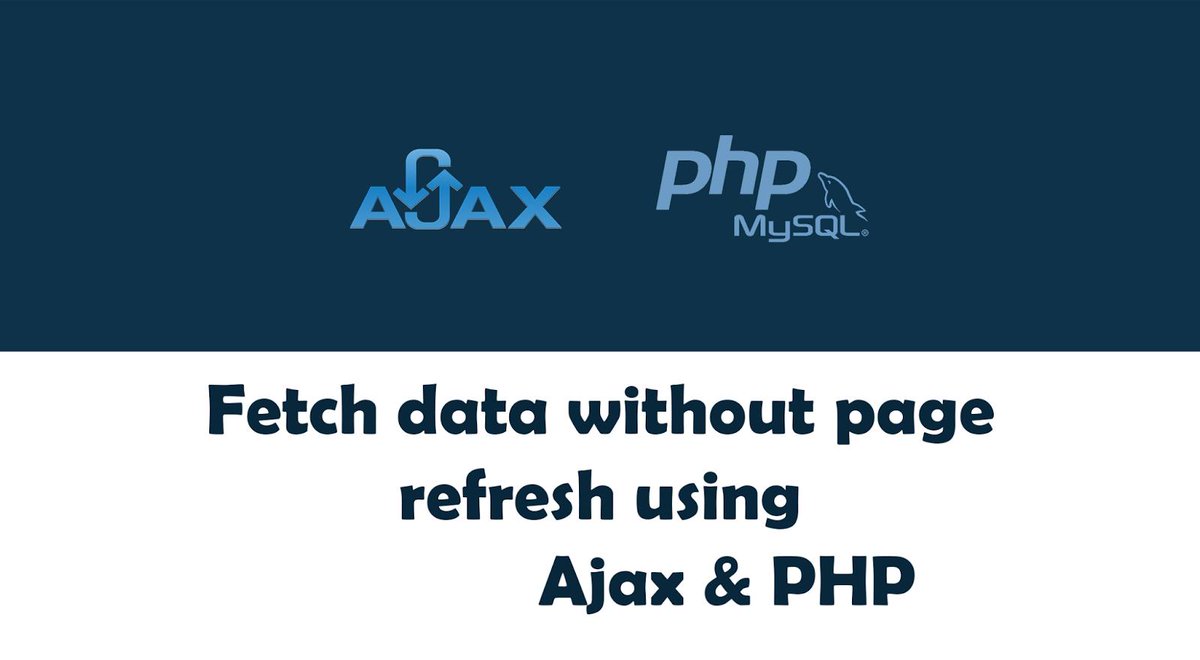 AJAX
php
MySQL®
Fetch data without page
refresh using
Ajax & PHP